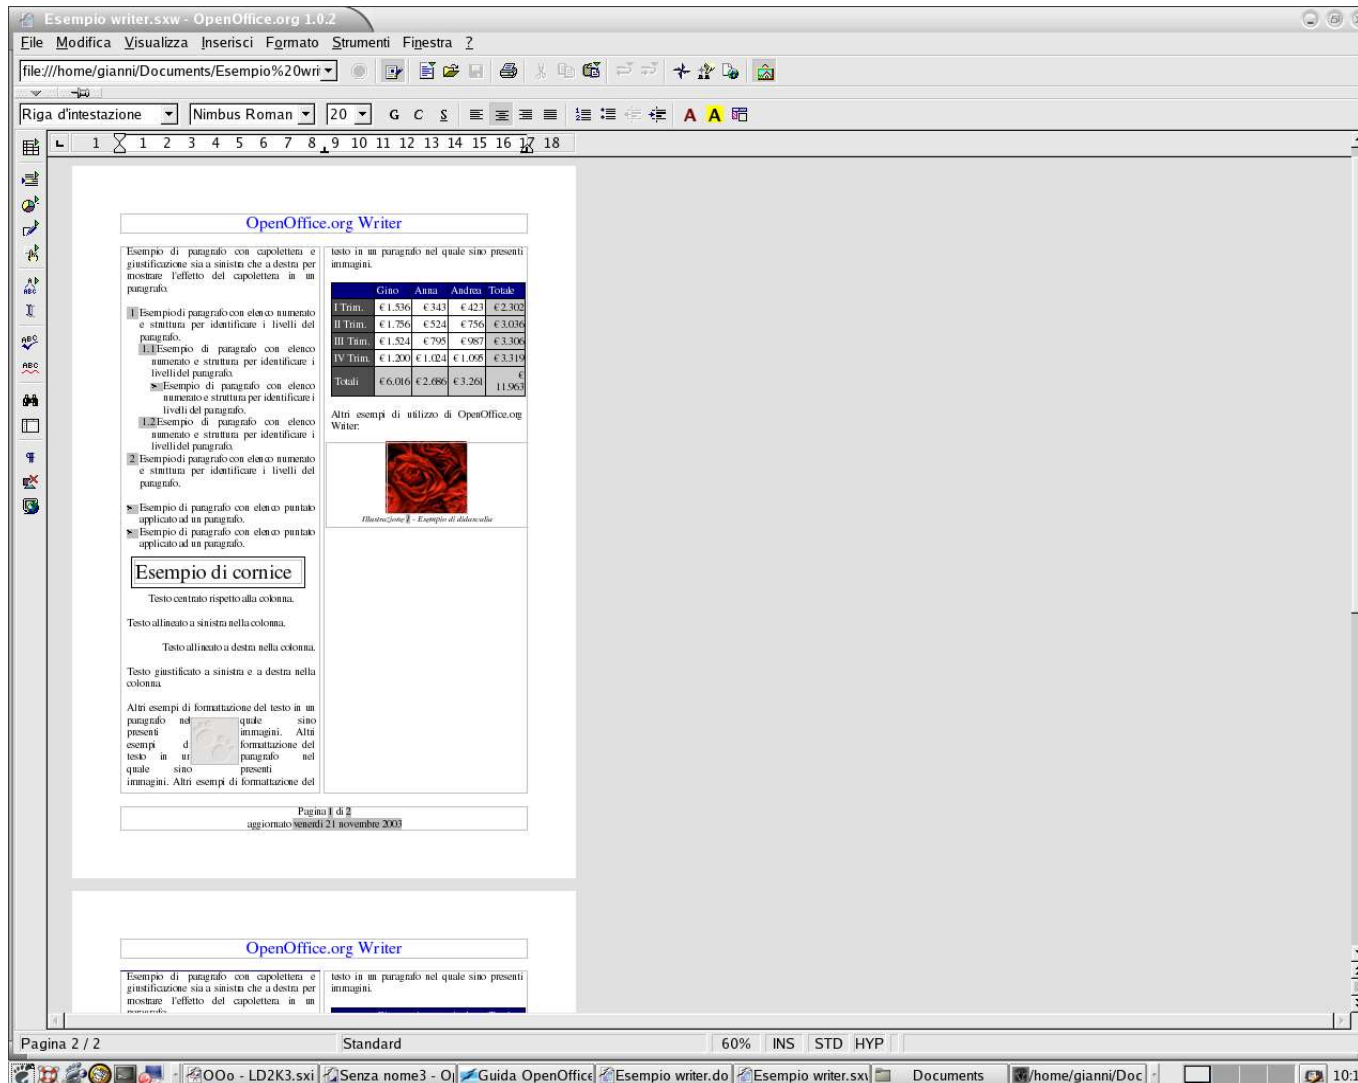 Esempio writer.sxw - OpenOffice.org 1.0.2
File Modifica Visualizza Inserisci Formato Strumenti Finestra ?
file:///home/gianni/Documents/Esempio%20wri
Riga d'intestazione Nimbus Roman 20 G C S A A
1 1 2 3 4 5 6 7 8 9 10 11 12 13 14 15 16 17 18
OpenOffice.org Writer
Esempio di paragrafo con capolettera e
giustificazione sia a sinistra che a destra per
mostrare l'effetto del capolettera in un
paragrafo.
1 Esempio di paragrafo con elenco numerato
e struttura per identificare i livelli del
paragrafo.
1.1 Esempio di paragrafo con elenco
numerato e struttura per identificare i
livelli del paragrafo.
➢ Esempio di paragrafo con elenco
numerato e struttura per identificare i
livelli del paragrafo.
1.2 Esempio di paragrafo con elenco
numerato e struttura per identificare i
livelli del paragrafo.
2 Esempio di paragrafo con elenco numerato
e struttura per identificare i livelli del
paragrafo.
➢ Esempio di paragrafo con elenco puntato
applicato ad un paragrafo.
➢ Esempio di paragrafo con elenco puntato
applicato ad un paragrafo.
Esempio di cornice
Testo centrato rispetto alla colonna.
Testo allineato a sinistra nella colonna.
Testo allineato a destra nella colonna.
Testo giustificato a sinistra e a destra nella
colonna.
Altri esempi di formattazione del testo in un
paragrafo nel quale sino
presenti immagini. Altri
esempi d formattazione del
testo in ur paragrafo nel
quale sino presenti
immagini. Altri esempi di formattazione del
testo in un paragrafo nel quale sino presenti
immagini.
Gino Anna Andrea Totale
I Trim. € 1.536 € 343 € 423 € 2.302
II Trim. € 1.756 € 524 € 756 € 3.036
III Trim. € 1.524 € 795 € 987 € 3.306
IV Trim. € 1.200 € 1.024 € 1.095 € 3.319
Totali € 6.016 € 2.686 € 3.261 € 11.963
Altri esempi di utilizzo di OpenOffice.org
Writer:
Illustrazione 1 - Esempio di didascalia
Pagina 1 di 2
aggiornato venerdì 21 novembre 2003
OpenOffice.org Writer
Esempio di paragrafo con capolettera e
giustificazione sia a sinistra che a destra per
mostrare l'effetto del capolettera in un
testo in un paragrafo nel quale sino presenti
immagini.
Pagina 2 / 2 Standard 60% INS STD HYP
OOo - LD2K3.sxi Senza nome3 - O Guida OpenOffice Esempio writer.do Esempio writer.sxw Documents /home/gianni/Doc 10:1